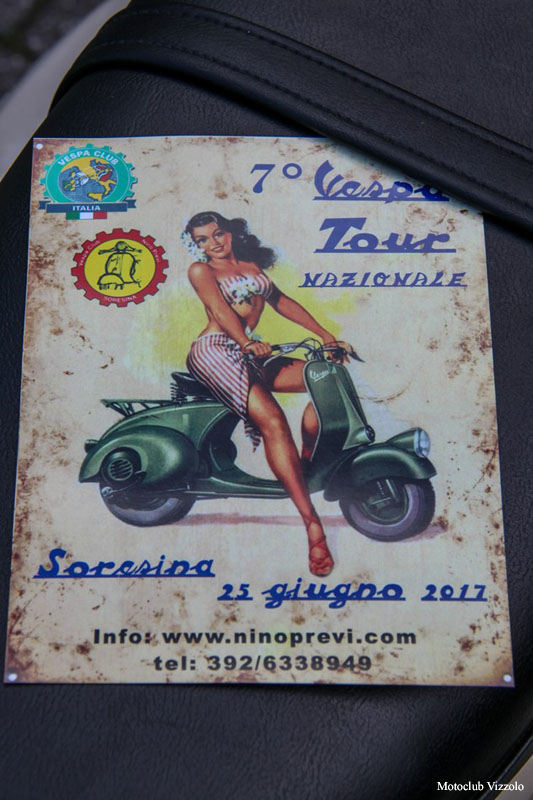 VESPA CLUB
ITALIA
SORESINA
7° Vespa
Tour
NAZIONALE
Vespa
Soresina
25 giugno 2017
Info: www.ninoprevi.com
tel: 392/6338949
Motoclub Vizzolo